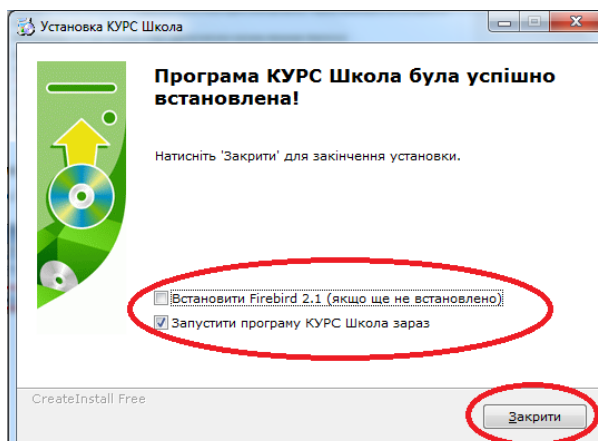 Установка КУРС Школа
Програма КУРС Школа була успішно
встановлена!
Натисніть 'Закрити' для закінчення установки.
Встановити Firebird 2.1 (якщо ще не встановлено)
Запустити програму КУРС Школа зараз
CreateInstall Free
Закрити